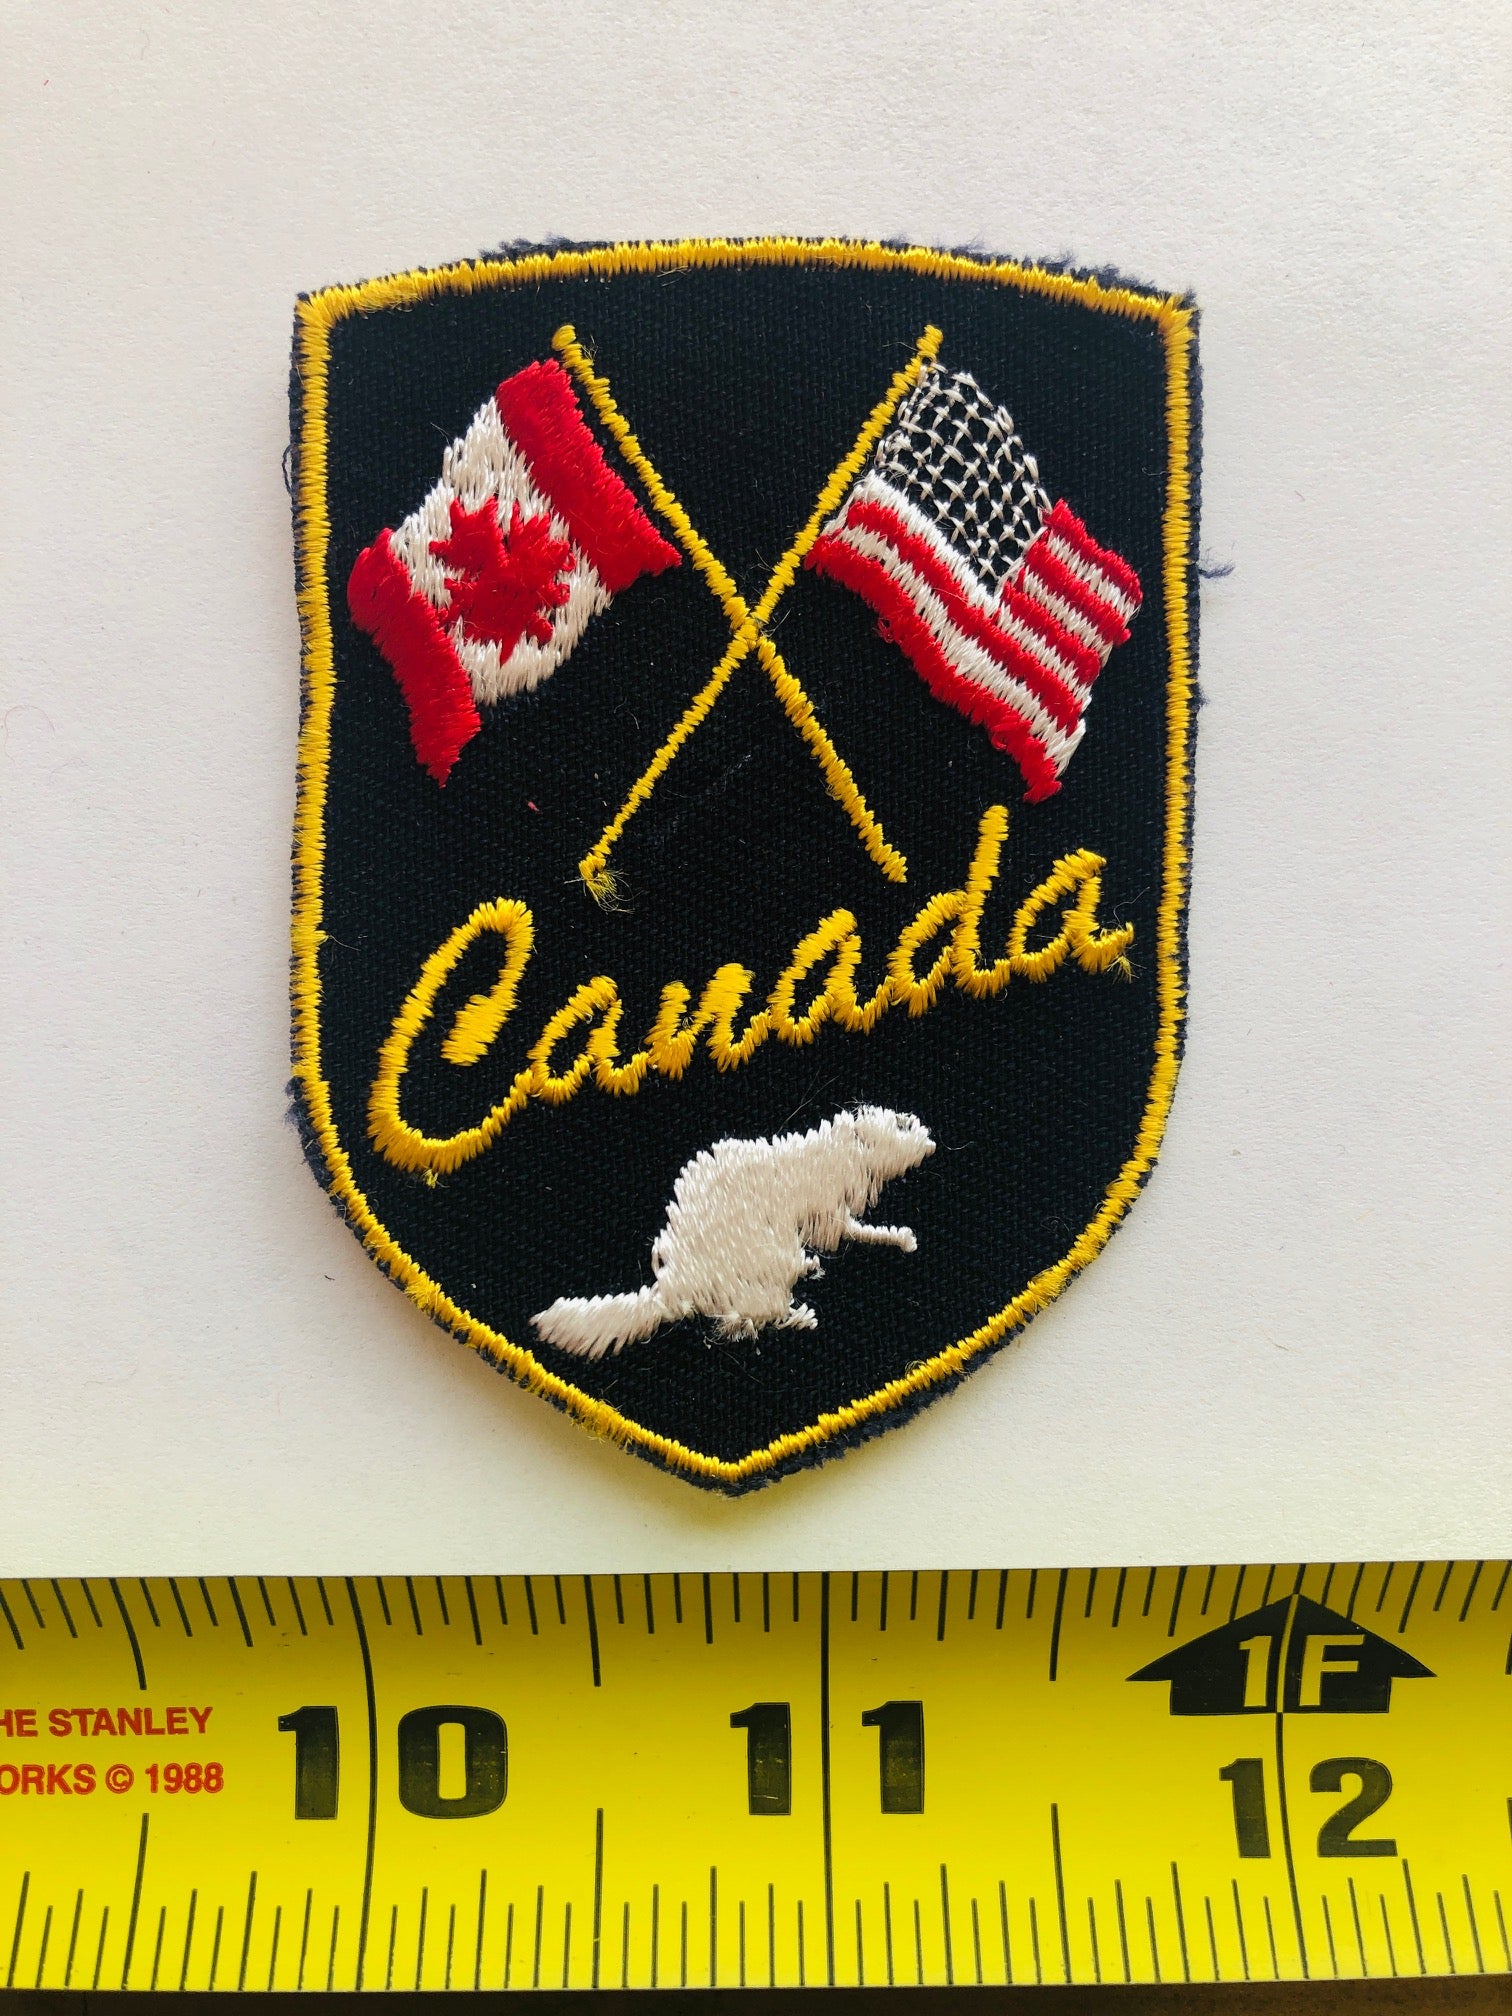 Canada
HE STANLEY
ORKS © 1988
10
11
1F
12